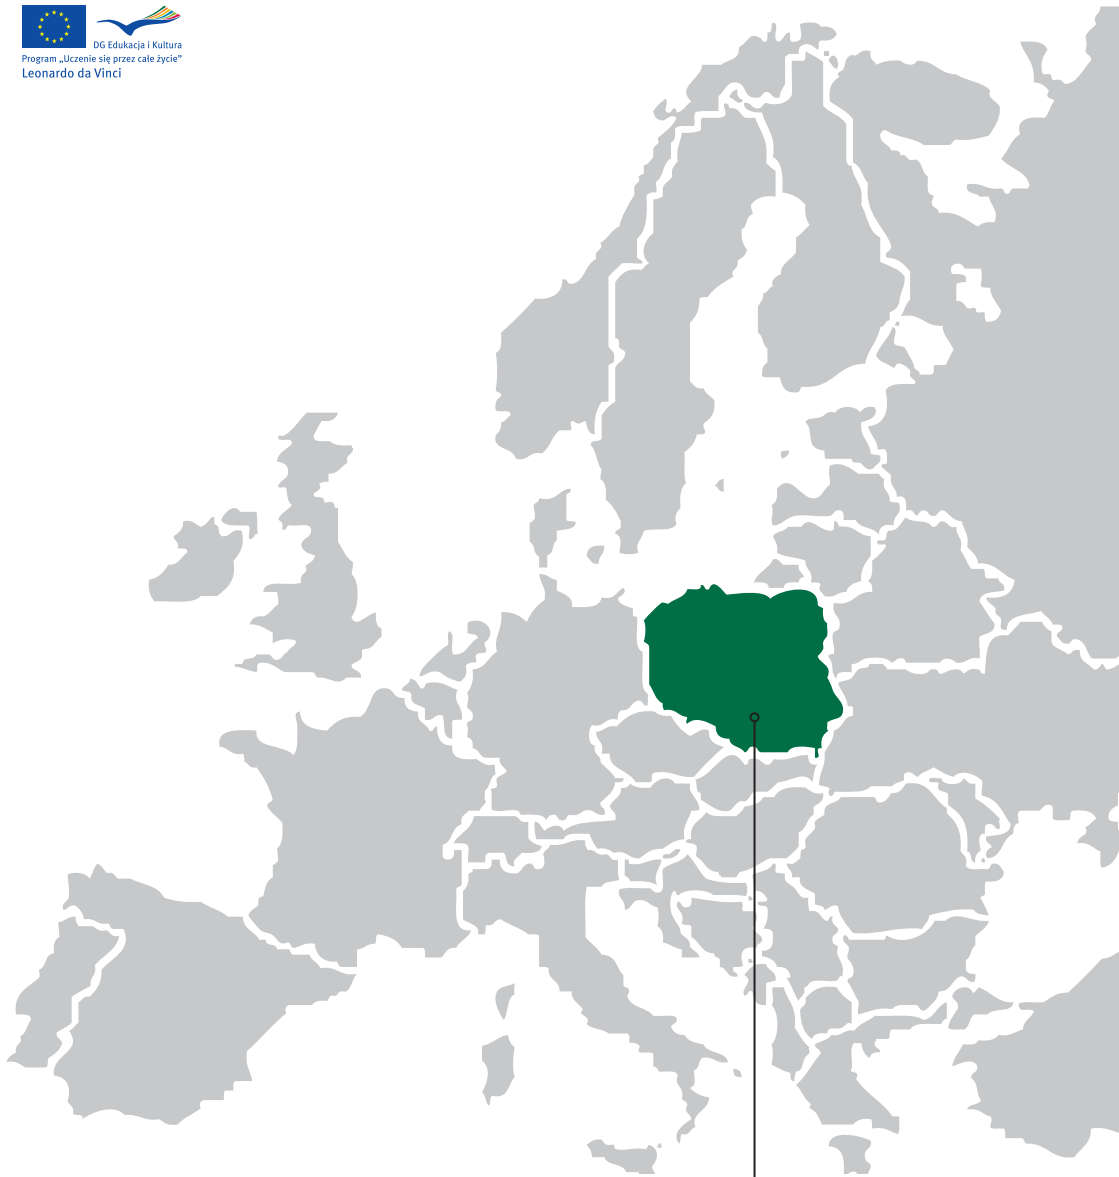 DG Edukacja i Kultura
Program „Uczenie się przez całe życie”
Leonardo da Vinci